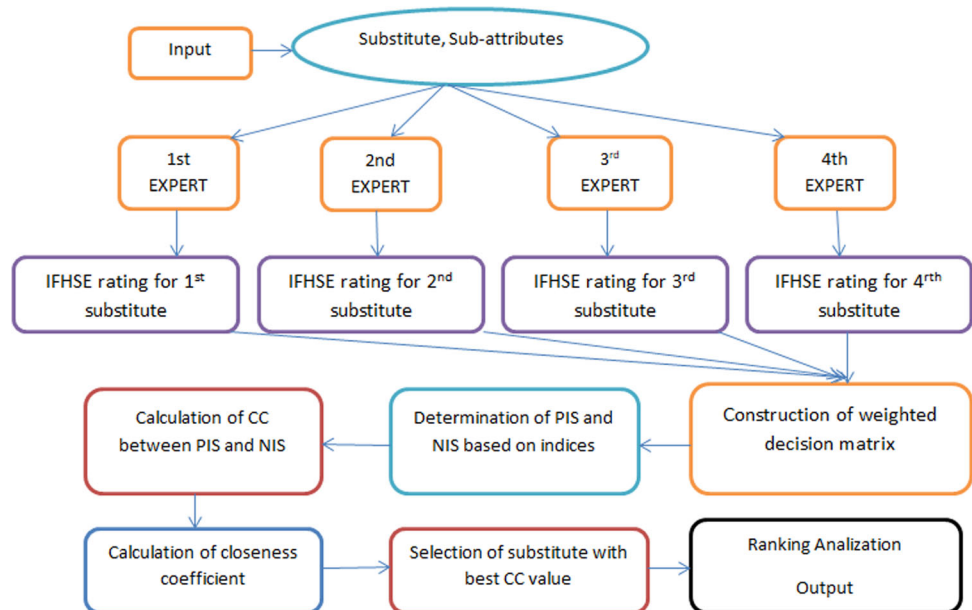 Input
Substitute, Sub-attributes
1st
EXPERT
2nd
EXPERT
3rd
EXPERT
4th
EXPERT
IFHSE rating for 1st
substitute
IFHSE rating for 2nd
substitute
IFHSE rating for 3rd
substitute
IFHSE rating for 4rth
substitute
Calculation of CC
between PIS and NIS
Determination of PIS and
NIS based on indices
Construction of weighted
decision matrix
Calculation of closeness
coefficient
Selection of substitute with
best CC value
Ranking Analization
Output